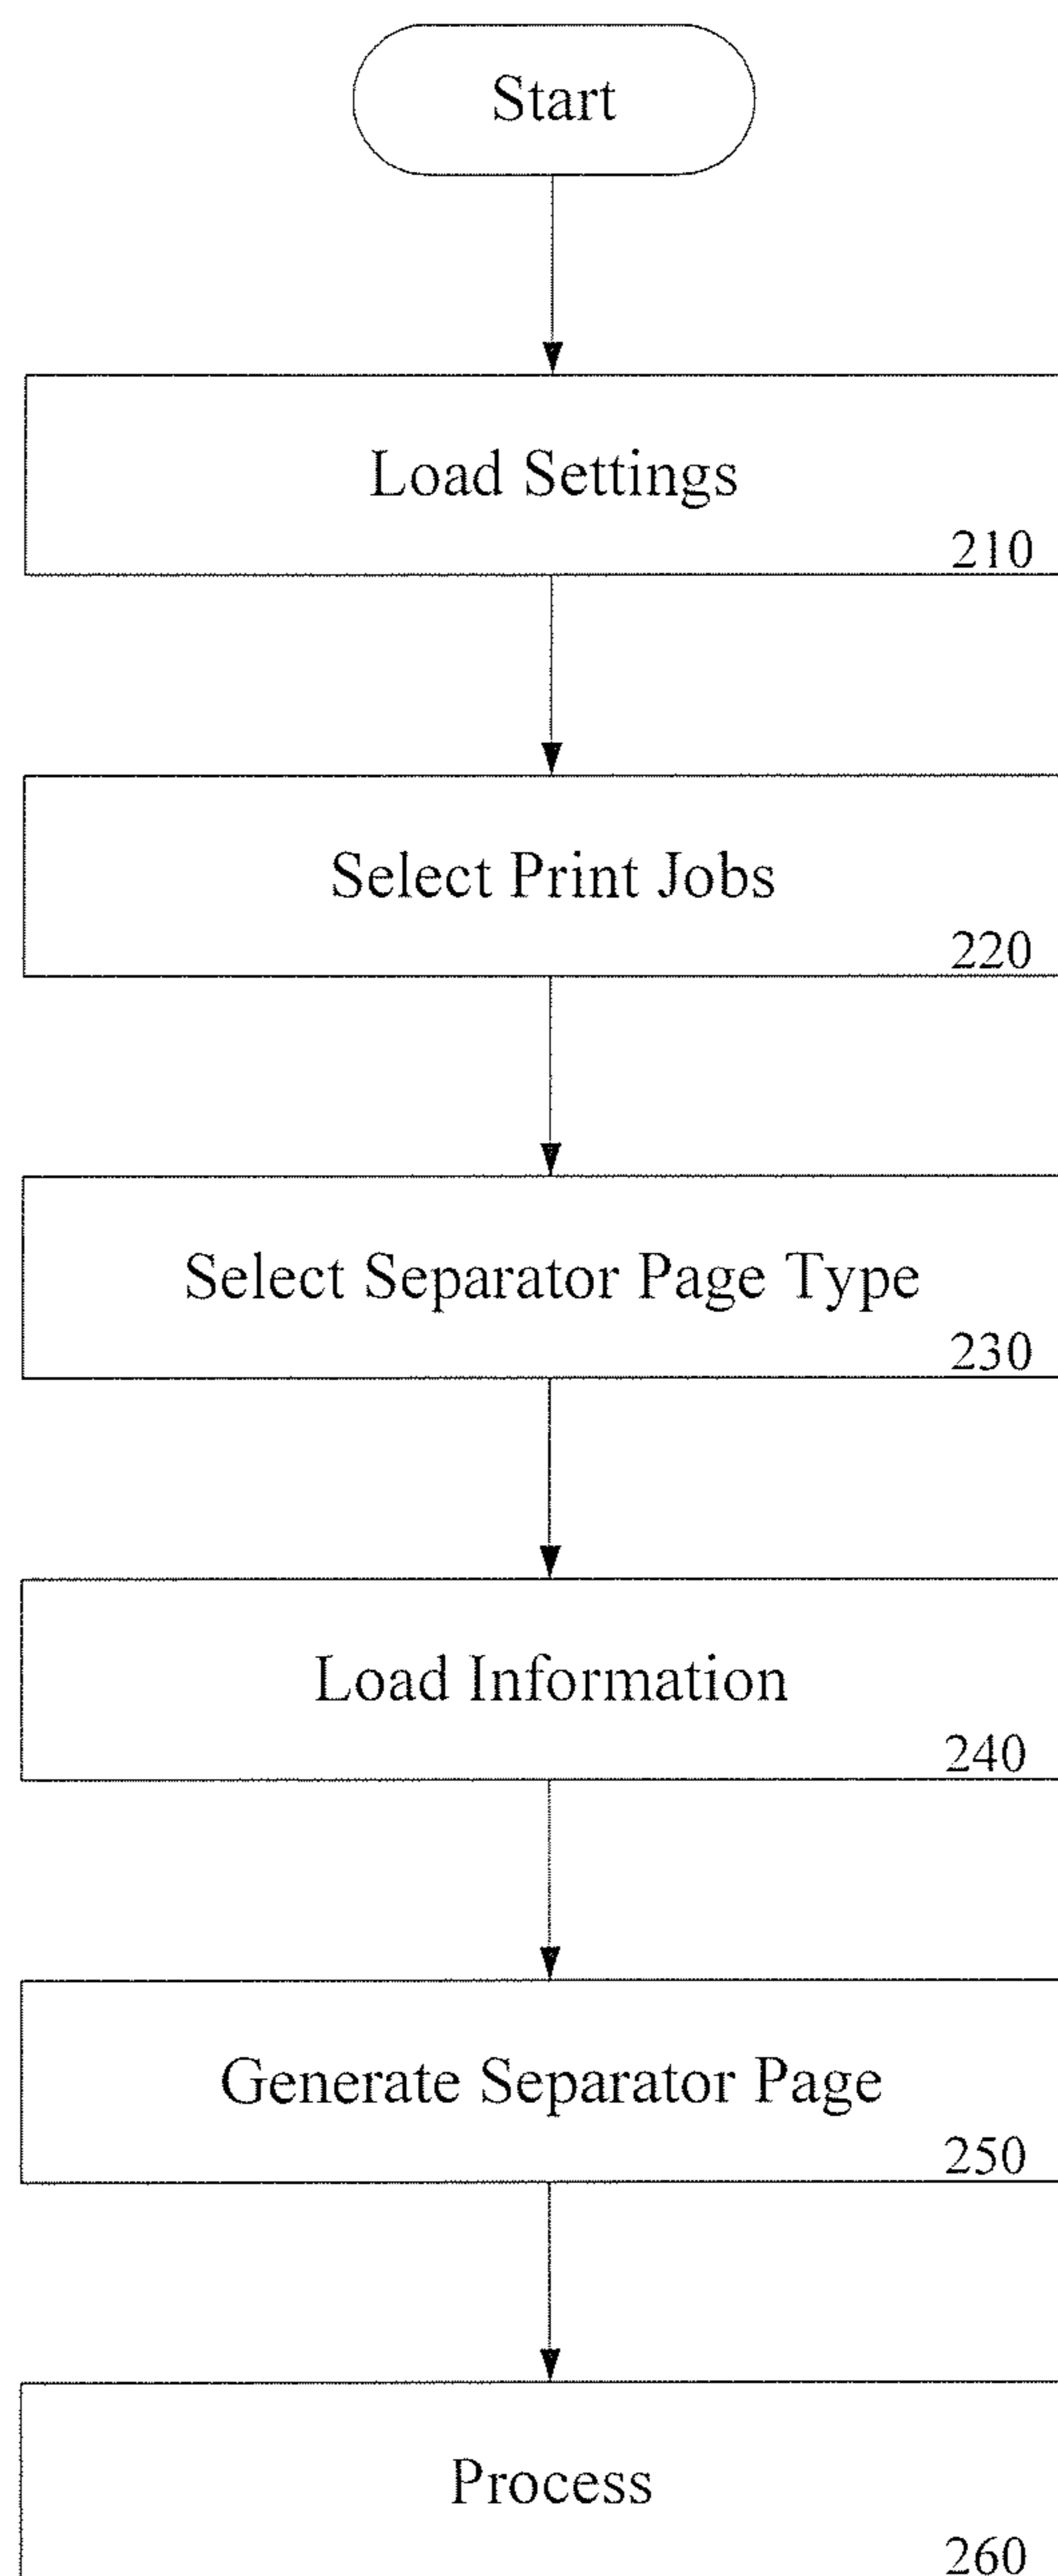 Start
Load Settings
210
Select Print Jobs
220
Select Separator Page Type
230
Load Information
240
Generate Separator Page
250
Process
260